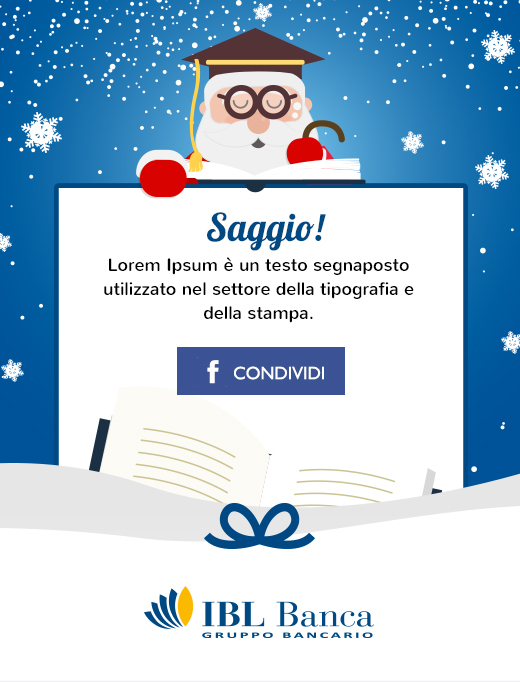 Saggio!
Lorem Ipsum è un testo segnaposto
utilizzato nel settore della tipografia e
della stampa.
f CONDIVIDI
IBL Banca
GRUPPO BANCARIO